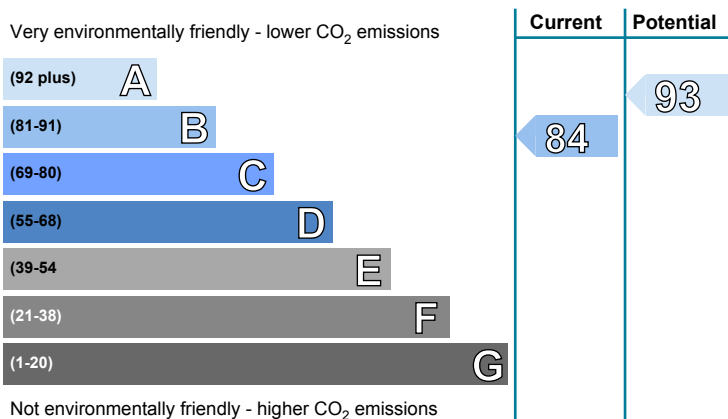 Very environmentally friendly - lower CO2 emissions
Current
Potential
(92 plus) A
(81-91) B
(69-80) C
(55-68) D
(39-54 E
(21-38) F
(1-20) G
84
93
Not environmentally friendly - higher CO2 emissions